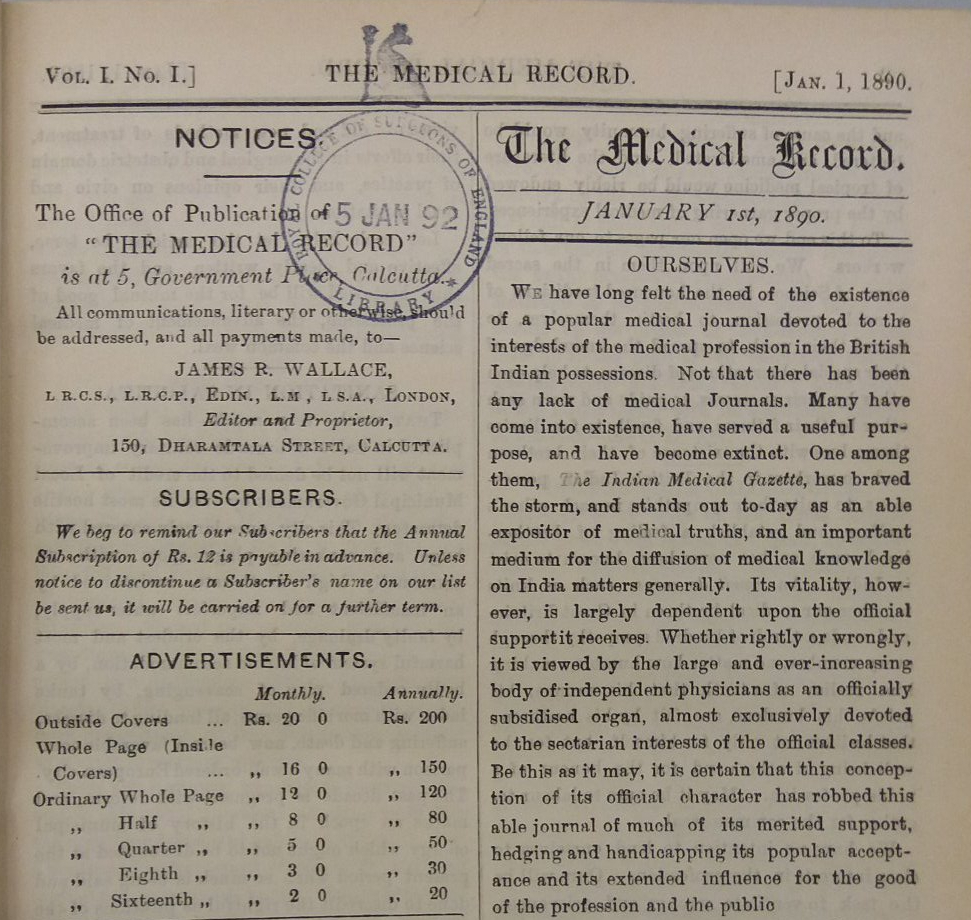 VOL. I. No. I.]
THE MEDICAL RECORD.
[JAN. 1, 1890.
NOTICES.
The Office of Publication of
“THE MEDICAL RECORD”
is at 5, Government Place, Calcutta.
All communications, literary or otherwise, should
be addressed, and all payments made, to—
JAMES R. WALLACE,
L R.C.S., L.R.C.P., EDIN., L.M , L S.A., LONDON,
Editor and Proprietor,
150, DHARAMTALA STREET, CALCUTTA.
SUBSCRIBERS.
We beg to remind our Subscribers that the Annual
Subscription of Rs. 12 is payable in advance. Unless
notice to discontinue a Subscriber's name on our list
be sent us, it will be carried on for a further term.
ADVERTISEMENTS.
Monthly. Annually.
Outside Covers ... Rs. 20 0 Rs. 200
Whole Page (Inside
Covers) ... ,, 16 0 ,, 150
Ordinary Whole Page ,, 12 0 ,, 120
,, Half ,, ,, 8 0 ,, 80
,, Quarter ,, ,, 5 0 ,, 50
,, Eighth ,, ,, 3 0 ,, 30
,, Sixteenth ,, ,, 2 0 ,, 20
ROYAL COLLEGE OF SURGEONS OF ENGLAND
5 JAN 92
LIBRARY
The Medical Record.
JANUARY 1st, 1890.
OURSELVES.
WE have long felt the need of the existence
of a popular medical journal devoted to the
interests of the medical profession in the British
Indian possessions. Not that there has been
any lack of medical Journals. Many have
come into existence, have served a useful pur-
pose, and have become extinct. One among
them, The Indian Medical Gazette, has braved
the storm, and stands out to-day as an able
expositor of medical truths, and an important
medium for the diffusion of medical knowledge
on India matters generally. Its vitality, how-
ever, is largely dependent upon the official
support it receives. Whether rightly or wrongly,
it is viewed by the large and ever-increasing
body of independent physicians as an officially
subsidised organ, almost exclusively devoted
to the sectarian interests of the official classes.
Be this as it may, it is certain that this concep-
tion of its official character has robbed this
able journal of much of its merited support,
hedging and handicapping its popular accept-
ance and its extended influence for the good
of the profession and the public